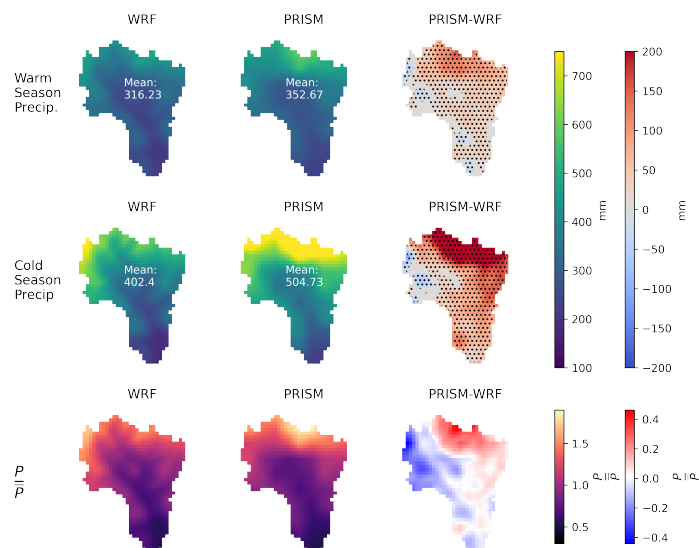 WRF PRISM PRISM-WRF
Warm
Season
Precip.
Mean:
316.23
Mean:
352.67
700
600
500
400
300
200
100
mm
200
150
100
50
0
−50
−100
−150
−200
mm
WRF PRISM PRISM-WRF
Cold
Season
Precip
Mean:
402.4
Mean:
504.73
WRF PRISM PRISM-WRF
P
P̅
1.5
1.0
0.5
P
P̅
0.4
0.2
0.0
−0.2
−0.4
P
P̅